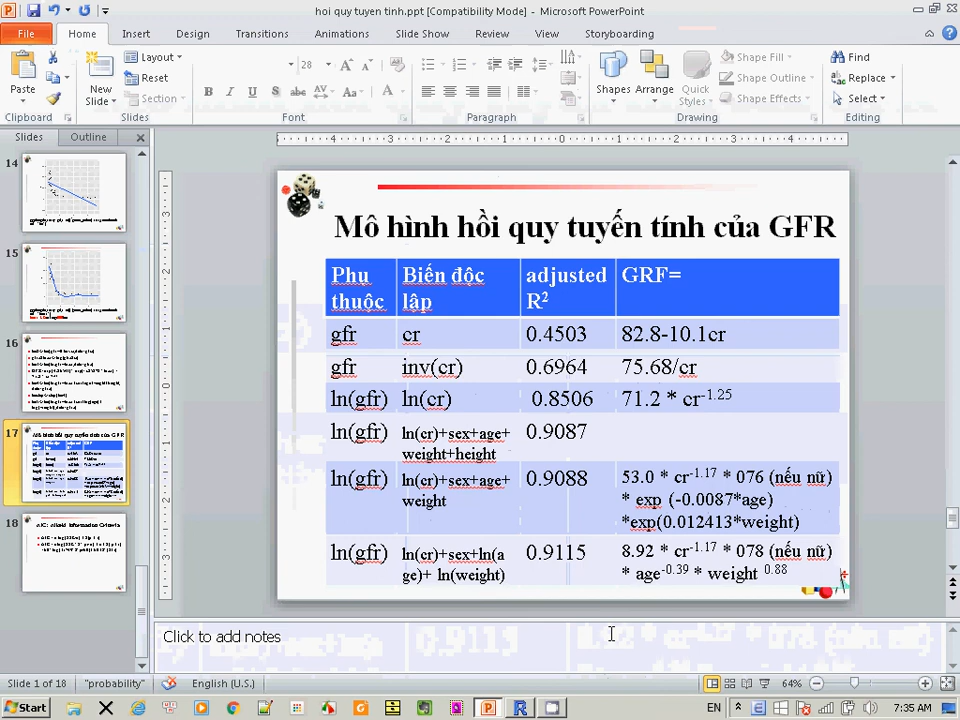 hoi quy tuyen tinh.ppt [Compatibility Mode] - Microsoft PowerPoint
File Home Insert Design Transitions Animations Slide Show Review View Storyboarding
Paste
Clipboard
New Slide
Layout
Reset
Section
Slides
28
Font
Paragraph
Shapes
Arrange
Quick Styles
Shape Fill
Shape Outline
Shape Effects
Drawing
Find
Replace
Select
Editing
Slides Outline
14
15
16
17
18
Mô hình hồi quy tuyến tính của GFR
Phụ thuộc Biến độc lập adjusted R² GRF=
gfr cr 0.4503 82.8-10.1cr
gfr inv(cr) 0.6964 75.68/cr
ln(gfr) ln(cr) 0.8506 71.2 * cr^-1.25
ln(gfr) ln(cr)+sex+age+ 0.9087
weight+height
ln(gfr) ln(cr)+sex+age+ 0.9088 53.0 * cr^-1.17 * 076 (nếu nữ)
weight * exp (-0.0087*age)
*exp(0.012413*weight)
ln(gfr) ln(cr)+sex+ln(a 0.9115 8.92 * cr^-1.17 * 078 (nếu nữ)
ge)+ ln(weight) * age^-0.39 * weight ^0.88
Click to add notes
Slide 1 of 18 "probability" English (U.S.) 64%
Start EN 7:35 AM